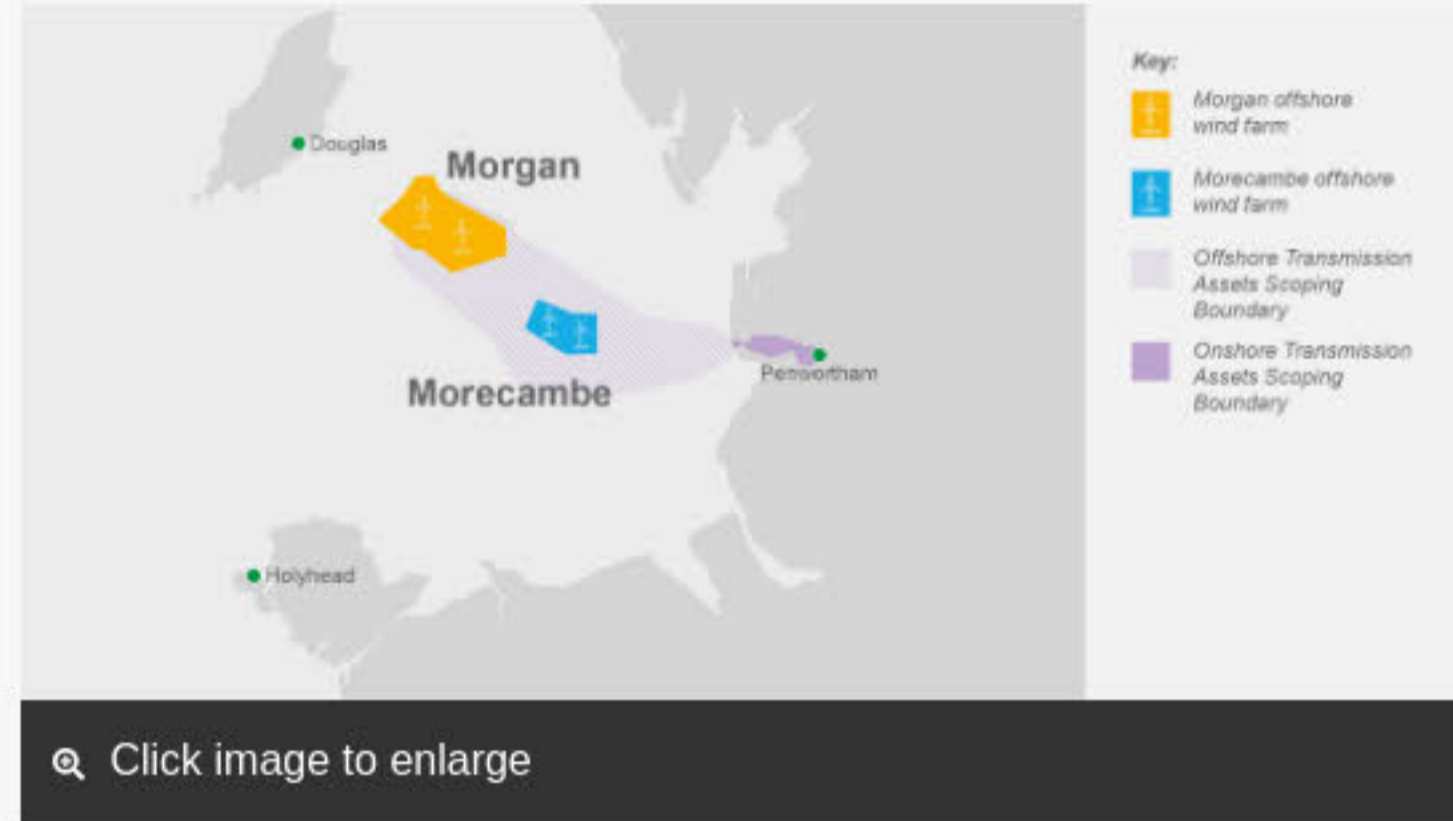 Key:
Morgan offshore
wind farm
Morecambe offshore
wind farm
Offshore Transmission
Assets Scoping
Boundary
Onshore Transmission
Assets Scoping
Boundary
Douglas
Morgan
Morecambe
Penwortham
Holyhead
Click image to enlarge